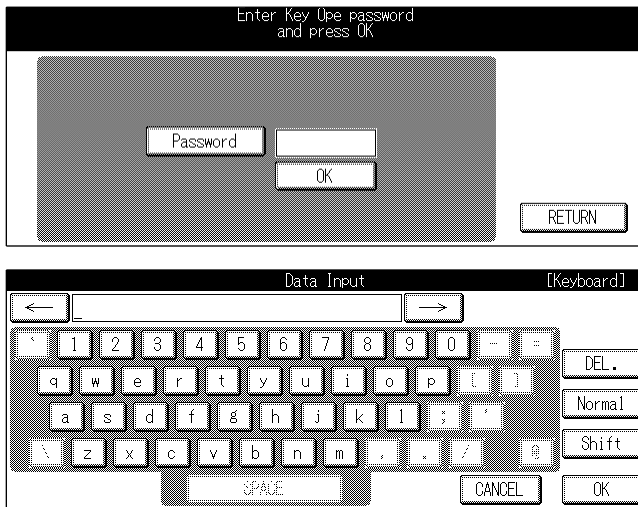 Enter Key Ope password
and press OK
Password
OK
RETURN
Data Input [Keyboard]
← _ →
` 1 2 3 4 5 6 7 8 9 0 - =
DEL.
q w e r t y u i o p [ ]
Normal
a s d f g h j k l ; '
Shift
\ z x c v b n m , . / @
SPACE CANCEL OK